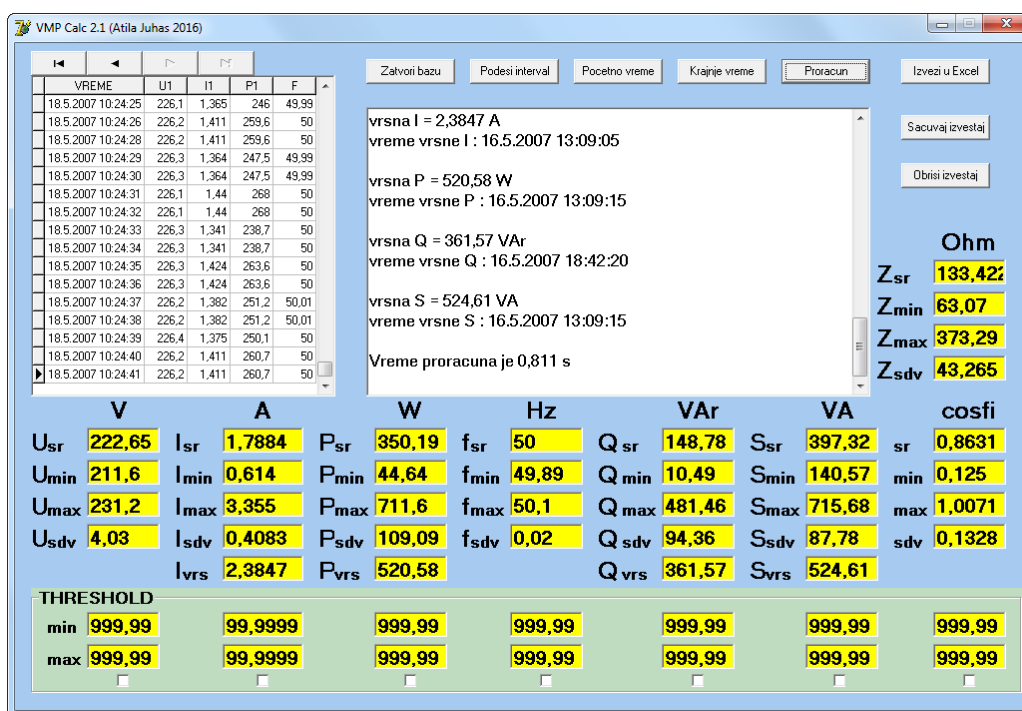 VMP Calc 2.1 (Atila Juhas 2016)
Zatvori bazu Podesi interval Pocetno vreme Krajnje vreme Proracun Izvezi u Excel
Sacuvaj izvestaj
Obrisi izvestaj
VREME U1 I1 P1 F
18.5.2007 10:24:25 226,1 1,365 246 49,99
18.5.2007 10:24:26 226,2 1,411 259,6 50
18.5.2007 10:24:28 226,2 1,411 259,6 50
18.5.2007 10:24:29 226,3 1,364 247,5 49,99
18.5.2007 10:24:30 226,3 1,364 247,5 49,99
18.5.2007 10:24:31 226,1 1,44 268 50
18.5.2007 10:24:32 226,1 1,44 268 50
18.5.2007 10:24:33 226,3 1,341 238,7 50
18.5.2007 10:24:34 226,3 1,341 238,7 50
18.5.2007 10:24:35 226,3 1,424 263,6 50
18.5.2007 10:24:36 226,3 1,424 263,6 50
18.5.2007 10:24:37 226,2 1,382 251,2 50,01
18.5.2007 10:24:38 226,2 1,382 251,2 50,01
18.5.2007 10:24:39 226,4 1,375 250,1 50
18.5.2007 10:24:40 226,2 1,411 260,7 50
18.5.2007 10:24:41 226,2 1,411 260,7 50
vrsna I = 2,3847 A
vreme vrsne I : 16.5.2007 13:09:05
vrsna P = 520,58 W
vreme vrsne P : 16.5.2007 13:09:15
vrsna Q = 361,57 VAr
vreme vrsne Q : 16.5.2007 18:42:20
vrsna S = 524,61 VA
vreme vrsne S : 16.5.2007 13:09:15
Vreme proracuna je 0,811 s
Ohm
Zsr 133,422
Zmin 63,07
Zmax 373,29
Zsdv 43,265
V A W Hz VAr VA cosfi
Usr 222,65 Isr 1,7884 Psr 350,19 fsr 50 Q sr 148,78 Ssr 397,32 sr 0,8631
Umin 211,6 Imin 0,614 Pmin 44,64 fmin 49,89 Q min 10,49 Smin 140,57 min 0,125
Umax 231,2 Imax 3,355 Pmax 711,6 fmax 50,1 Q max 481,46 Smax 715,68 max 1,0071
Usdv 4,03 Isdv 0,4083 Psdv 109,09 fsdv 0,02 Q sdv 94,36 Ssdv 87,78 sdv 0,1328
Ivrs 2,3847 Pvrs 520,58 Q vrs 361,57 Svrs 524,61
THRESHOLD
min 999,99 99,9999 999,99 999,99 999,99 999,99 999,99
max 999,99 99,9999 999,99 999,99 999,99 999,99 999,99